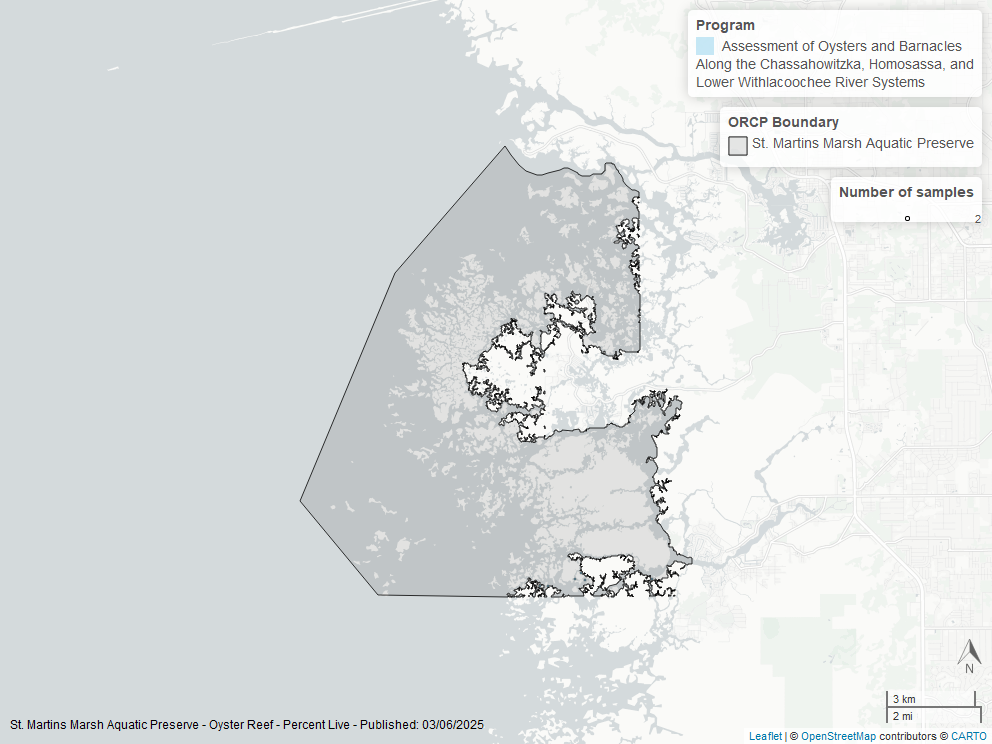 Program
Assessment of Oysters and Barnacles
Along the Chassahowitzka, Homosassa, and
Lower Withlacoochee River Systems
ORCP Boundary
St. Martins Marsh Aquatic Preserve
Number of samples
2
N
3 km
2 mi
St. Martins Marsh Aquatic Preserve - Oyster Reef - Percent Live - Published: 03/06/2025
Leaflet | © OpenStreetMap contributors © CARTO